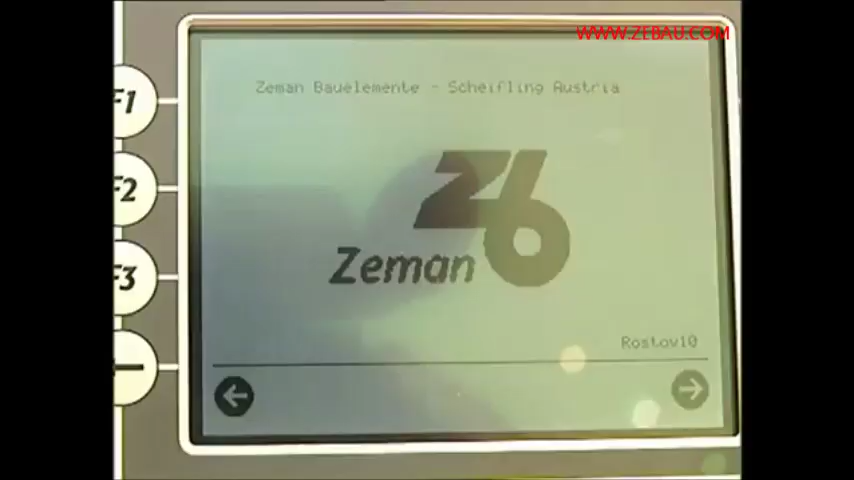 WWW.ZEBAU.COM
Zeman Bauelemente - Scheifling Austria
Z6
Zeman
Rostov10
F1
F2
F3